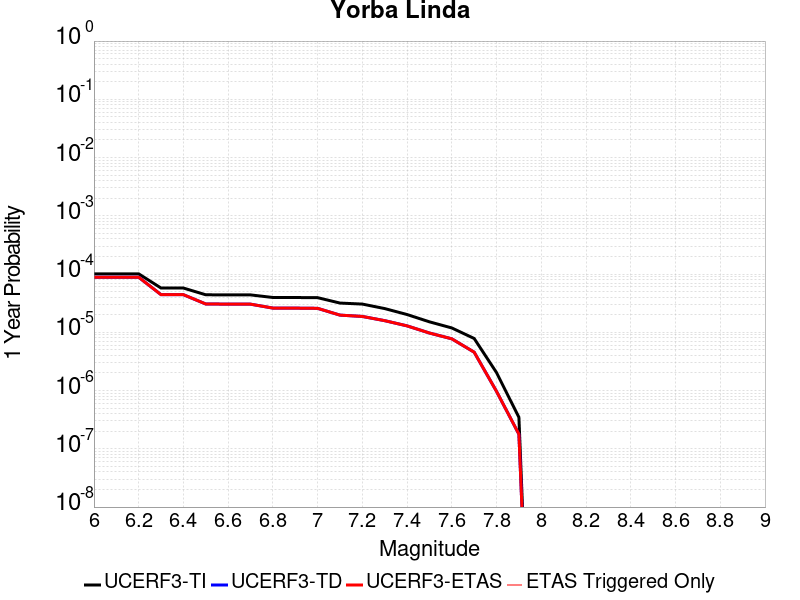 Yorba Linda
10^0
10^-1
10^-2
10^-3
10^-4
10^-5
10^-6
10^-7
10^-8
1 Year Probability
6 6.2 6.4 6.6 6.8 7 7.2 7.4 7.6 7.8 8 8.2 8.4 8.6 8.8 9
Magnitude
UCERF3-TI UCERF3-TD UCERF3-ETAS ETAS Triggered Only